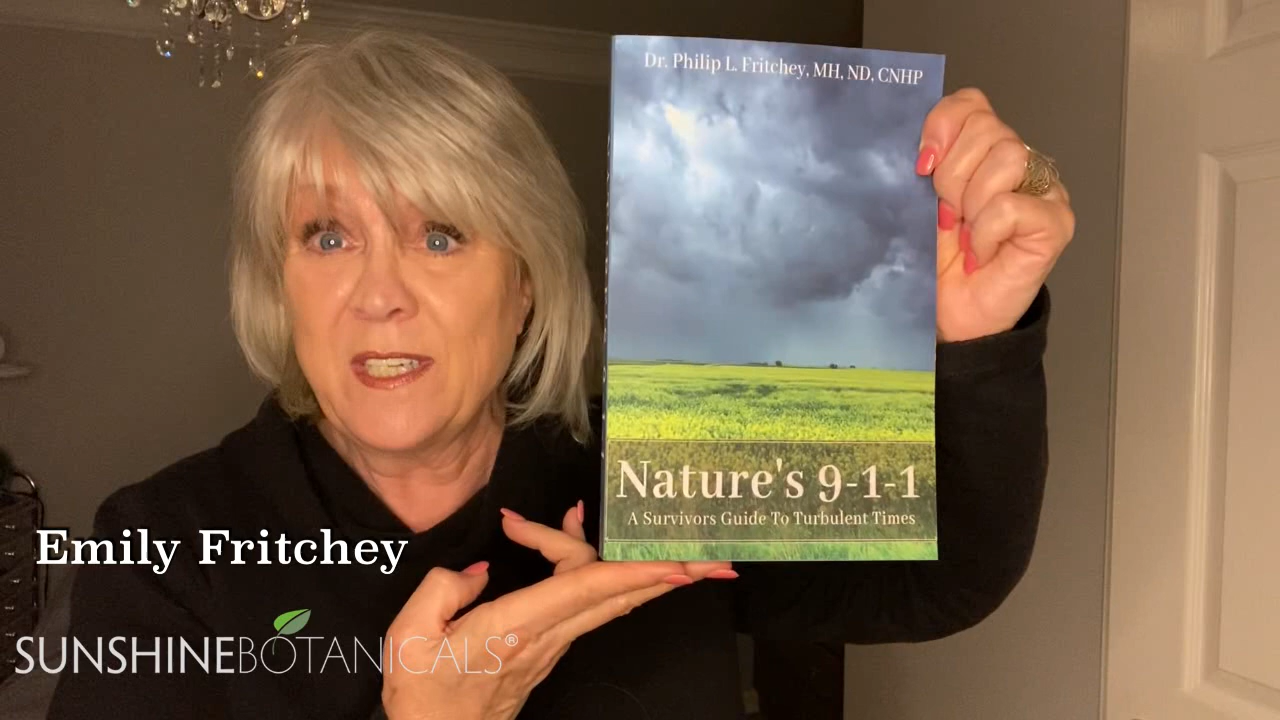 Dr. Philip L. Fritchey, MH, ND, CNHP
Nature's 9-1-1
A Survivors Guide To Turbulent Times
Emily Fritchey
SUNSHINEBOTANICALS®